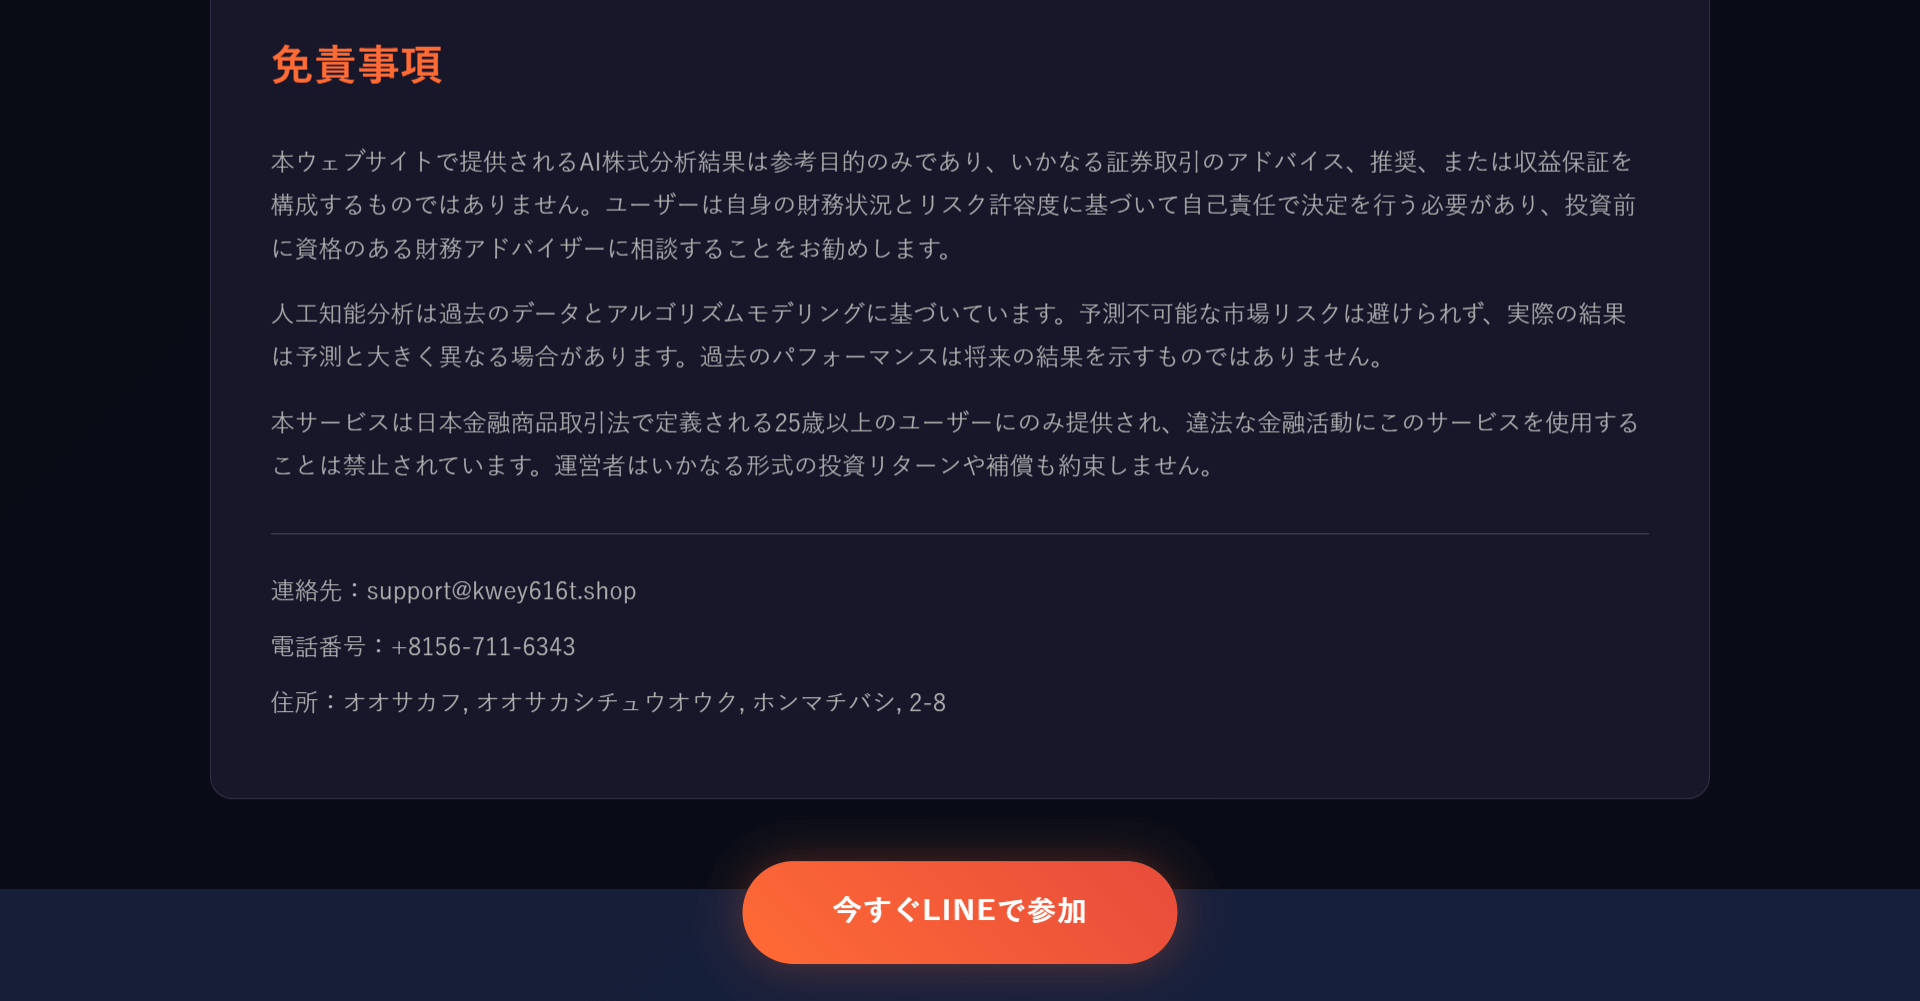 免責事項
本ウェブサイトで提供されるAI株式分析結果は参考目的のみであり、いかなる証券取引のアドバイス、推奨、または収益保証を
構成するものではありません。ユーザーは自身の財務状況とリスク許容度に基づいて自己責任で決定を行う必要があり、投資前
に資格のある財務アドバイザーに相談することをお勧めします。
人工知能分析は過去のデータとアルゴリズムモデリングに基づいています。予測不可能な市場リスクは避けられず、実際の結果
は予測と大きく異なる場合があります。過去のパフォーマンスは将来の結果を示すものではありません。
本サービスは日本金融商品取引法で定義される25歳以上のユーザーにのみ提供され、違法な金融活動にこのサービスを使用する
ことは禁止されています。運営者はいかなる形式の投資リターンや補償も約束しません。
連絡先：support@kwey616t.shop
電話番号：+8156-711-6343
住所：オオサカフ, オオサカシチュウオウク, ホンマチバシ, 2-8
今すぐLINEで参加